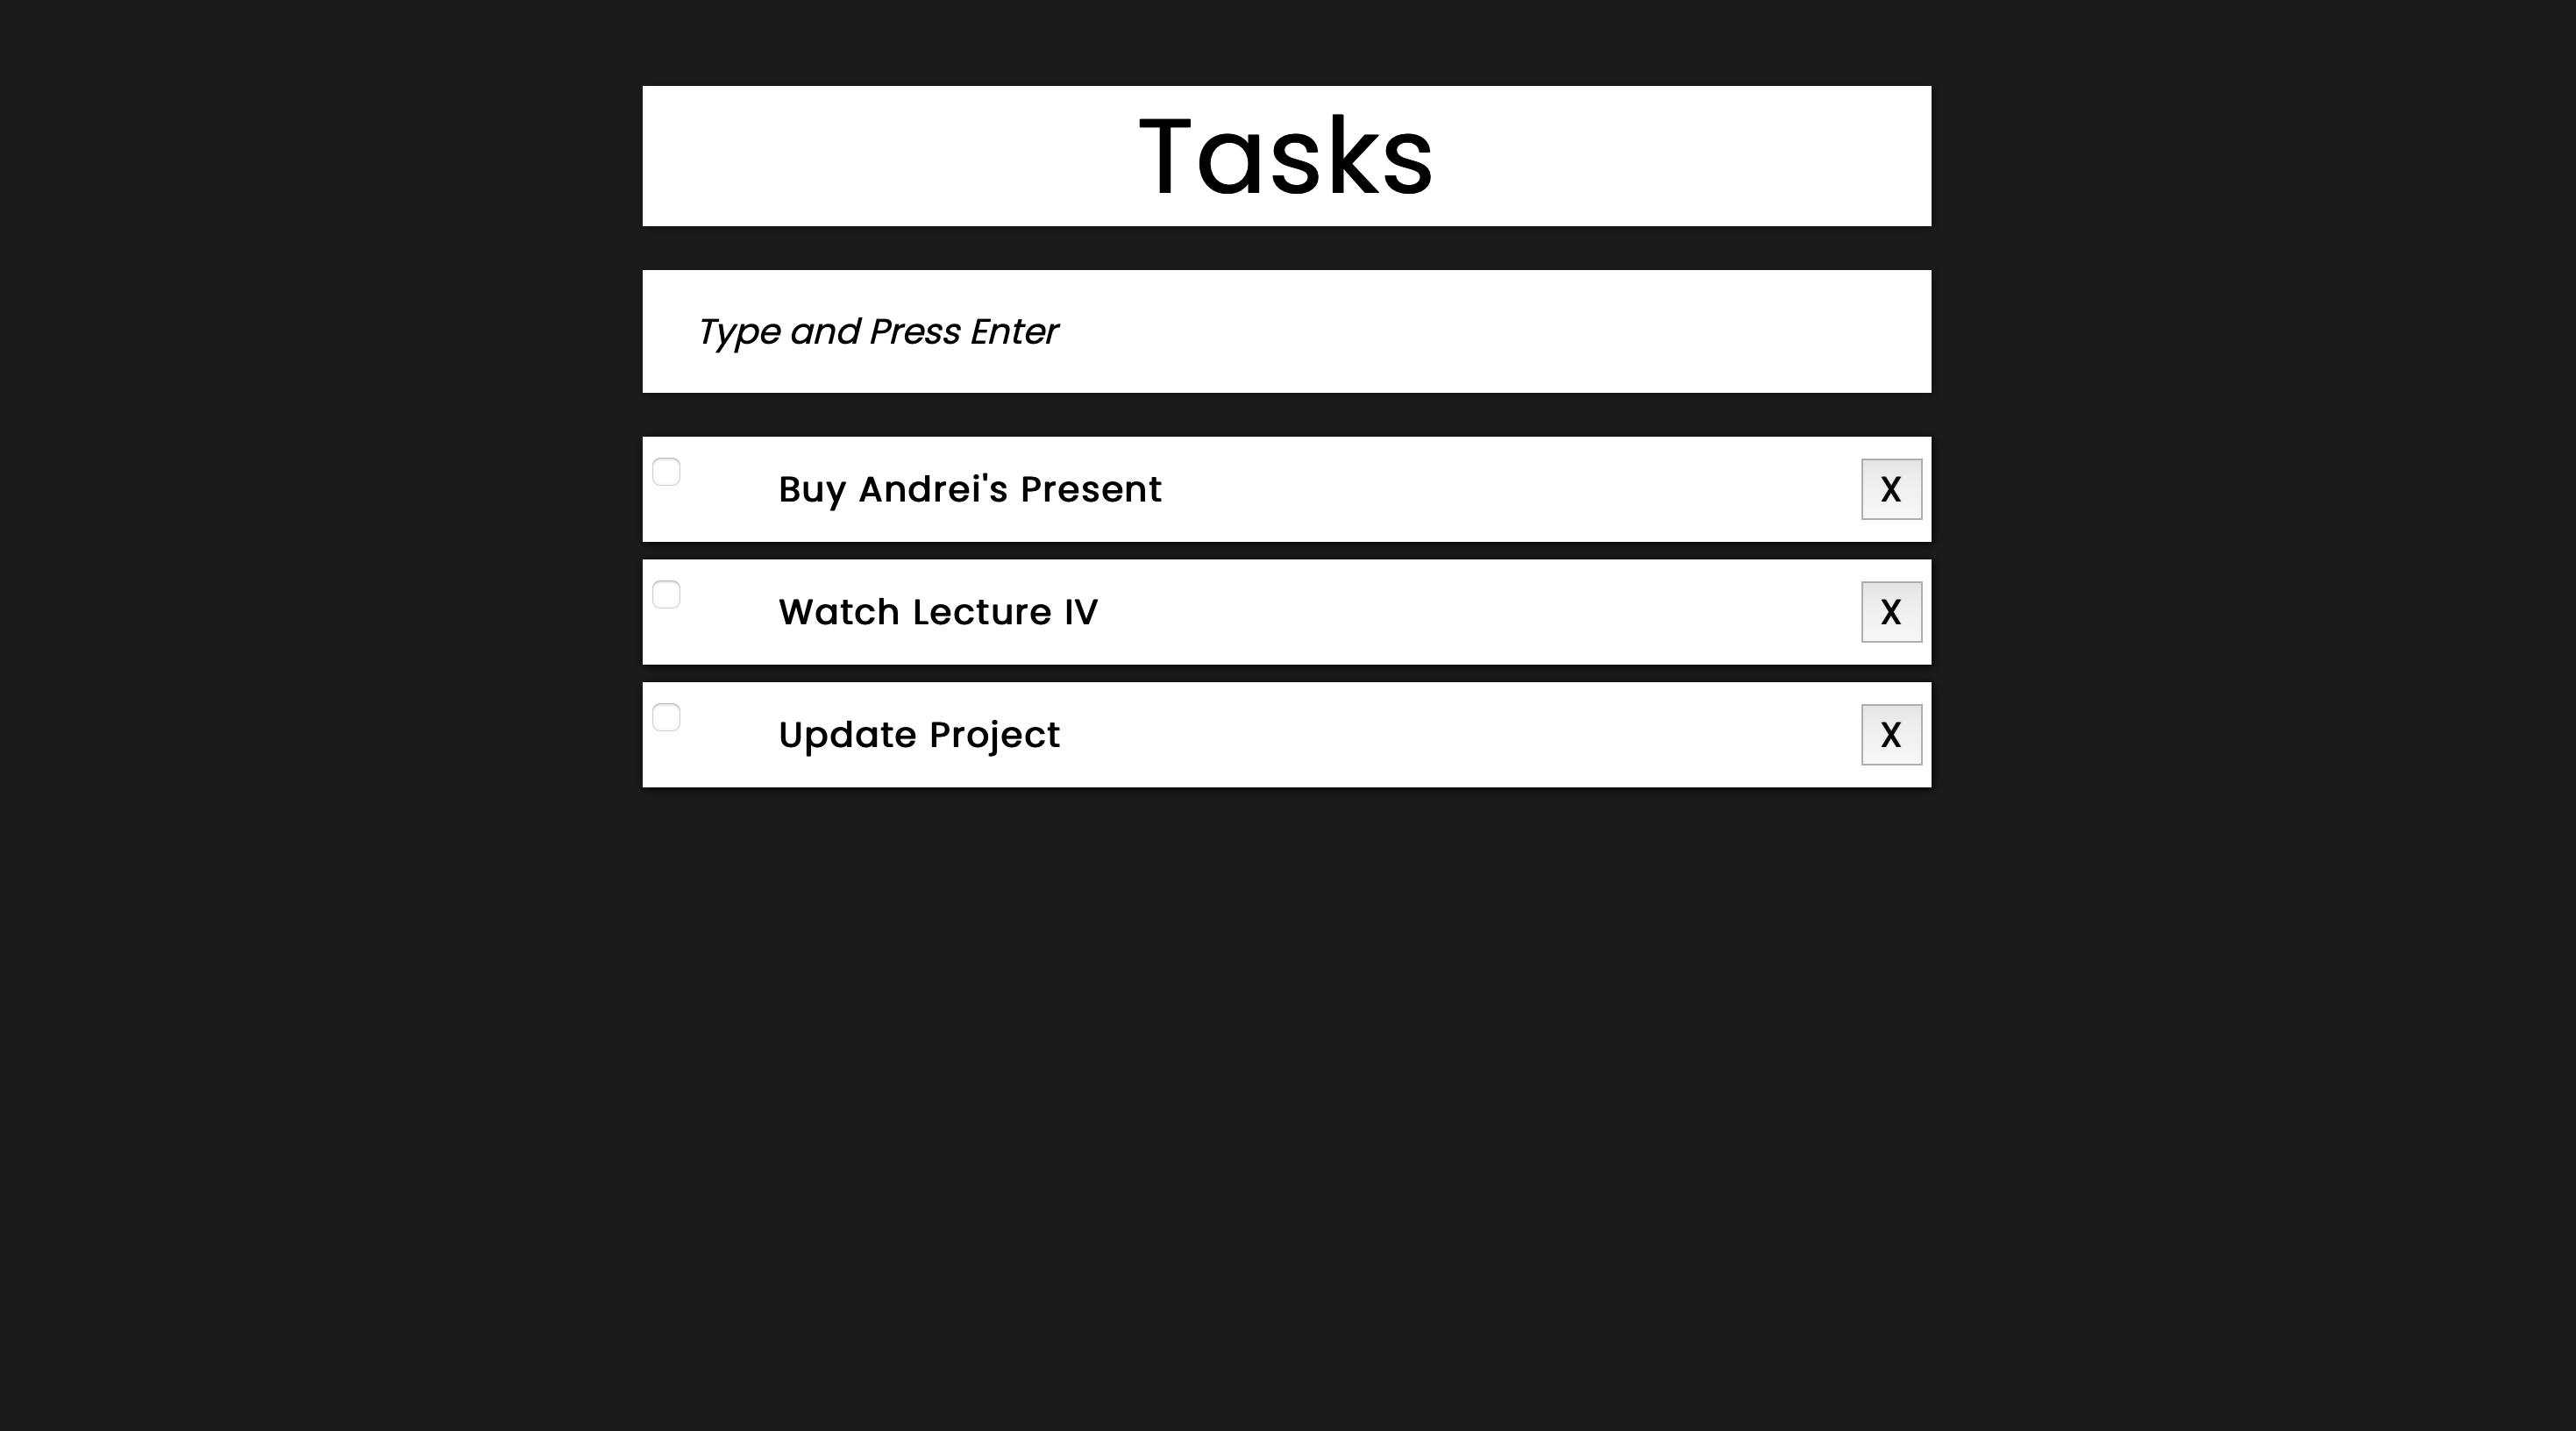 Tasks
Type and Press Enter
Buy Andrei's Present X
Watch Lecture IV X
Update Project X